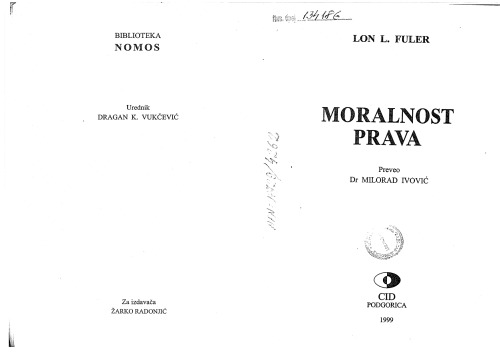 BIBLIOTEKA
NOMOS
Urednik
DRAGAN K. VUKČEVIĆ
Za izdavača
ŽARKO RADONJIĆ
LON L. FULER
MORALNOST
PRAVA
Preveo
Dr MILORAD IVOVIĆ
CID
PODGORICA
1999